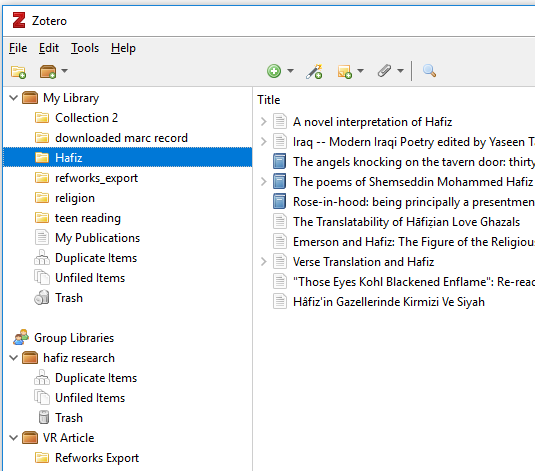 Zotero
File Edit Tools Help
My Library
Collection 2
downloaded marc record
Hafiz
refworks_export
religion
teen reading
My Publications
Duplicate Items
Unfiled Items
Trash
Group Libraries
hafiz research
Duplicate Items
Unfiled Items
Trash
VR Article
Refworks Export
Title
A novel interpretation of Hafiz
Iraq -- Modern Iraqi Poetry edited by Yaseen
The angels knocking on the tavern door: thirty
The poems of Shemseddin Mohammed Hafiz
Rose-in-hood: being principally a presentmen
The Translatability of Hāfiẓian Love Ghazals
Emerson and Hafiz: The Figure of the Religious
Verse Translation and Hafiz
"Those Eyes Kohl Blackened Enflame": Re-read
Hâfiz'in Gazellerinde Kirmizi Ve Siyah